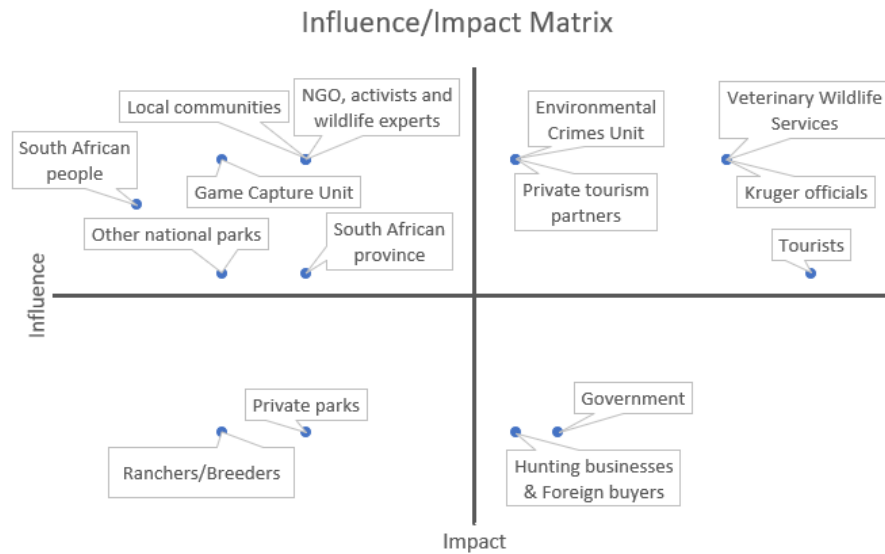 Influence/Impact Matrix
Local communities
NGO, activists and
wildlife experts
Environmental
Crimes Unit
Veterinary Wildlife
Services
South African
people
Game Capture Unit
Private tourism
partners
Kruger officials
Other national parks
South African
province
Tourists
Influence
Private parks
Government
Ranchers/Breeders
Hunting businesses
& Foreign buyers
Impact